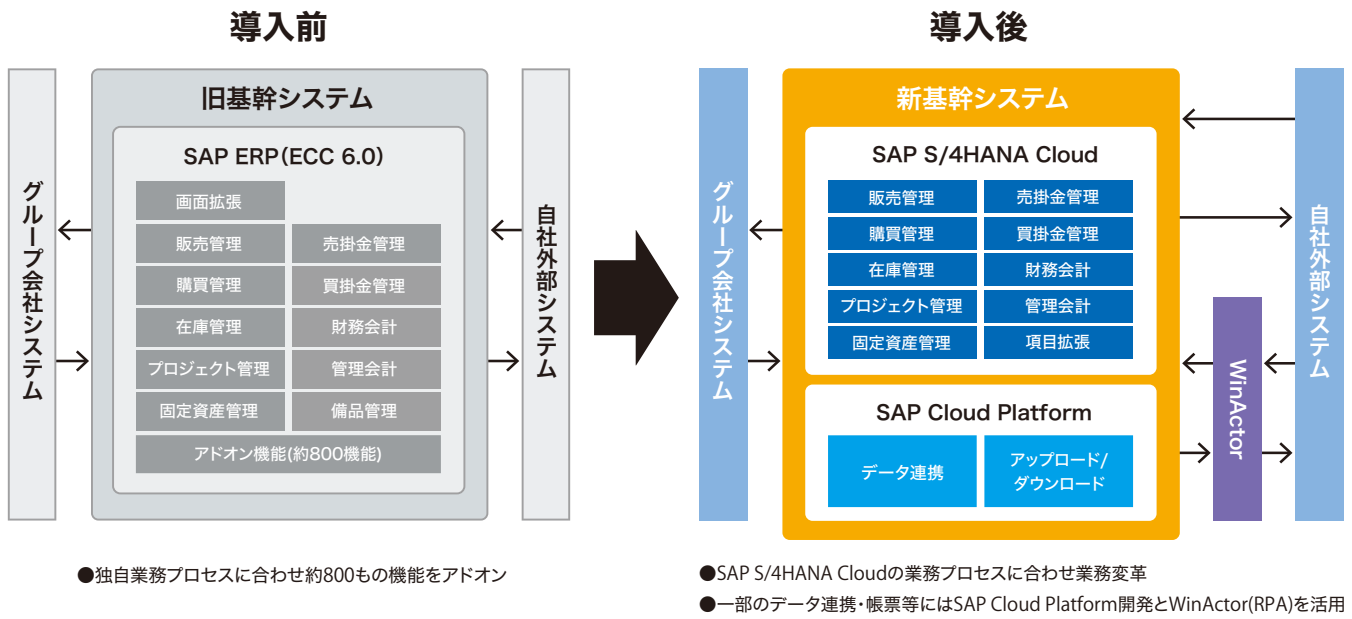 導入前
旧基幹システム
グループ会社システム
SAP ERP(ECC 6.0)
画面拡張
販売管理
売掛金管理
購買管理
買掛金管理
在庫管理
財務会計
プロジェクト管理
管理会計
固定資産管理
備品管理
アドオン機能(約800機能)
自社外部システム
●独自業務プロセスに合わせ約800もの機能をアドオン
導入後
新基幹システム
グループ会社システム
SAP S/4HANA Cloud
販売管理
売掛金管理
購買管理
買掛金管理
在庫管理
財務会計
プロジェクト管理
管理会計
固定資産管理
項目拡張
SAP Cloud Platform
データ連携
アップロード/
ダウンロード
WinActor
自社外部システム
●SAP S/4HANA Cloudの業務プロセスに合わせ業務変革
●一部のデータ連携・帳票等にはSAP Cloud Platform開発とWinActor(RPA)を活用